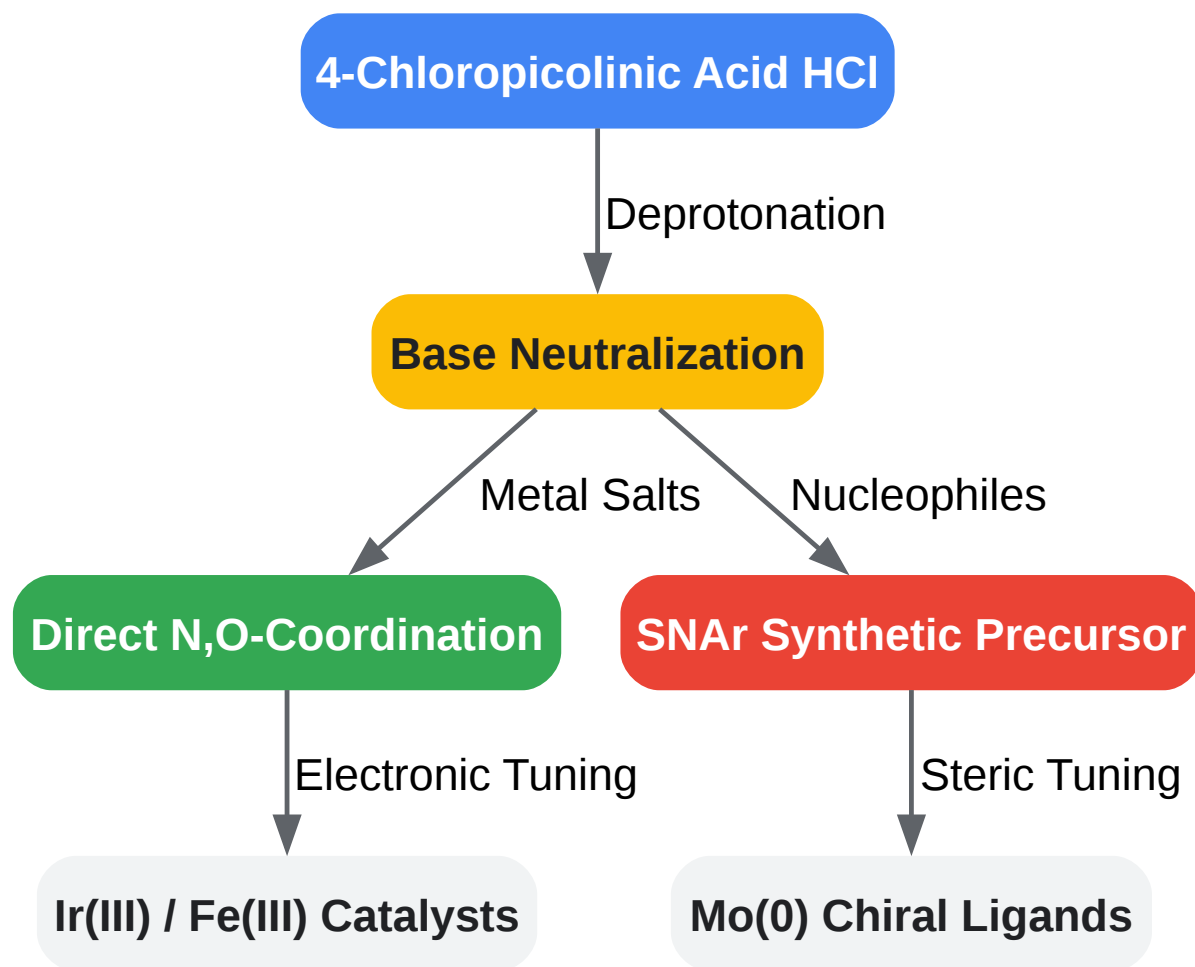 4-Chloropicolinic Acid HCl
Deprotonation
Base Neutralization
Metal Salts
Nucleophiles
Direct N,O-Coordination
SNAr Synthetic Precursor
Electronic Tuning
Steric Tuning
Ir(III) / Fe(III) Catalysts
Mo(0) Chiral Ligands